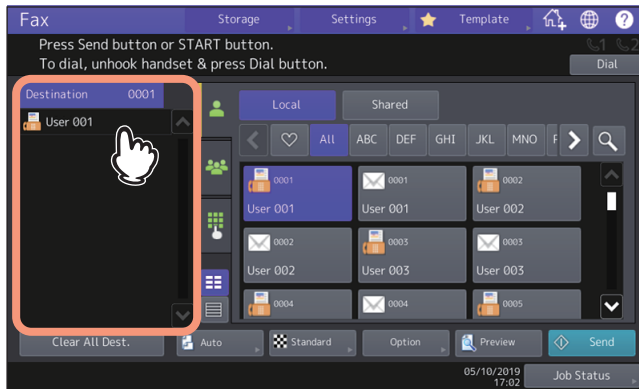 Fax
Storage
Settings
Template
?
Press Send button or START button.
To dial, unhook handset & press Dial button.
1
2
Dial
Destination 0001
User 001
Local
Shared
All
ABC
DEF
GHI
JKL
MNO
0001
User 001
0001
User 001
0002
User 002
0002
User 002
0003
User 003
0003
User 003
0004
0004
0005
Clear All Dest.
Auto
Standard
Option
Preview
Send
05/10/2019
17:02
Job Status